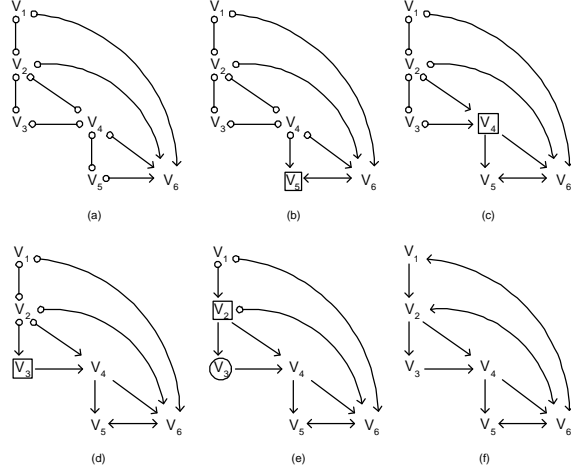 V1 V1 V1
V2 V2 V2
V3 V4 V3 V4 V3 V4
V5 V6 V5 V6 V5 V6
(a) (b) (c)
V1 V1 V1
V2 V2 V2
V3 V4 V3 V4 V3 V4
V5 V6 V5 V6 V5 V6
(d) (e) (f)